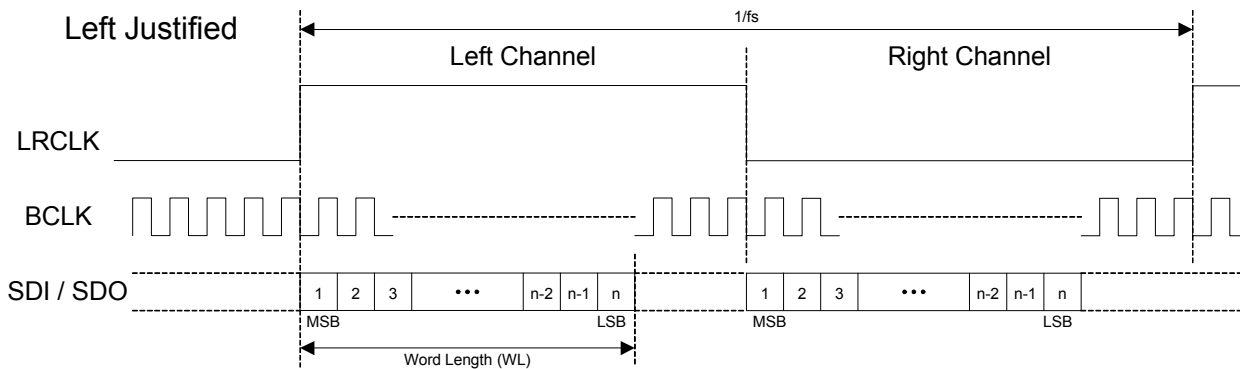 Left Justified
1/fs
Left Channel
Right Channel
LRCLK
BCLK
SDI / SDO
1 2 3 ••• n-2 n-1 n
1 2 3 ••• n-2 n-1 n
MSB LSB
MSB LSB
Word Length (WL)